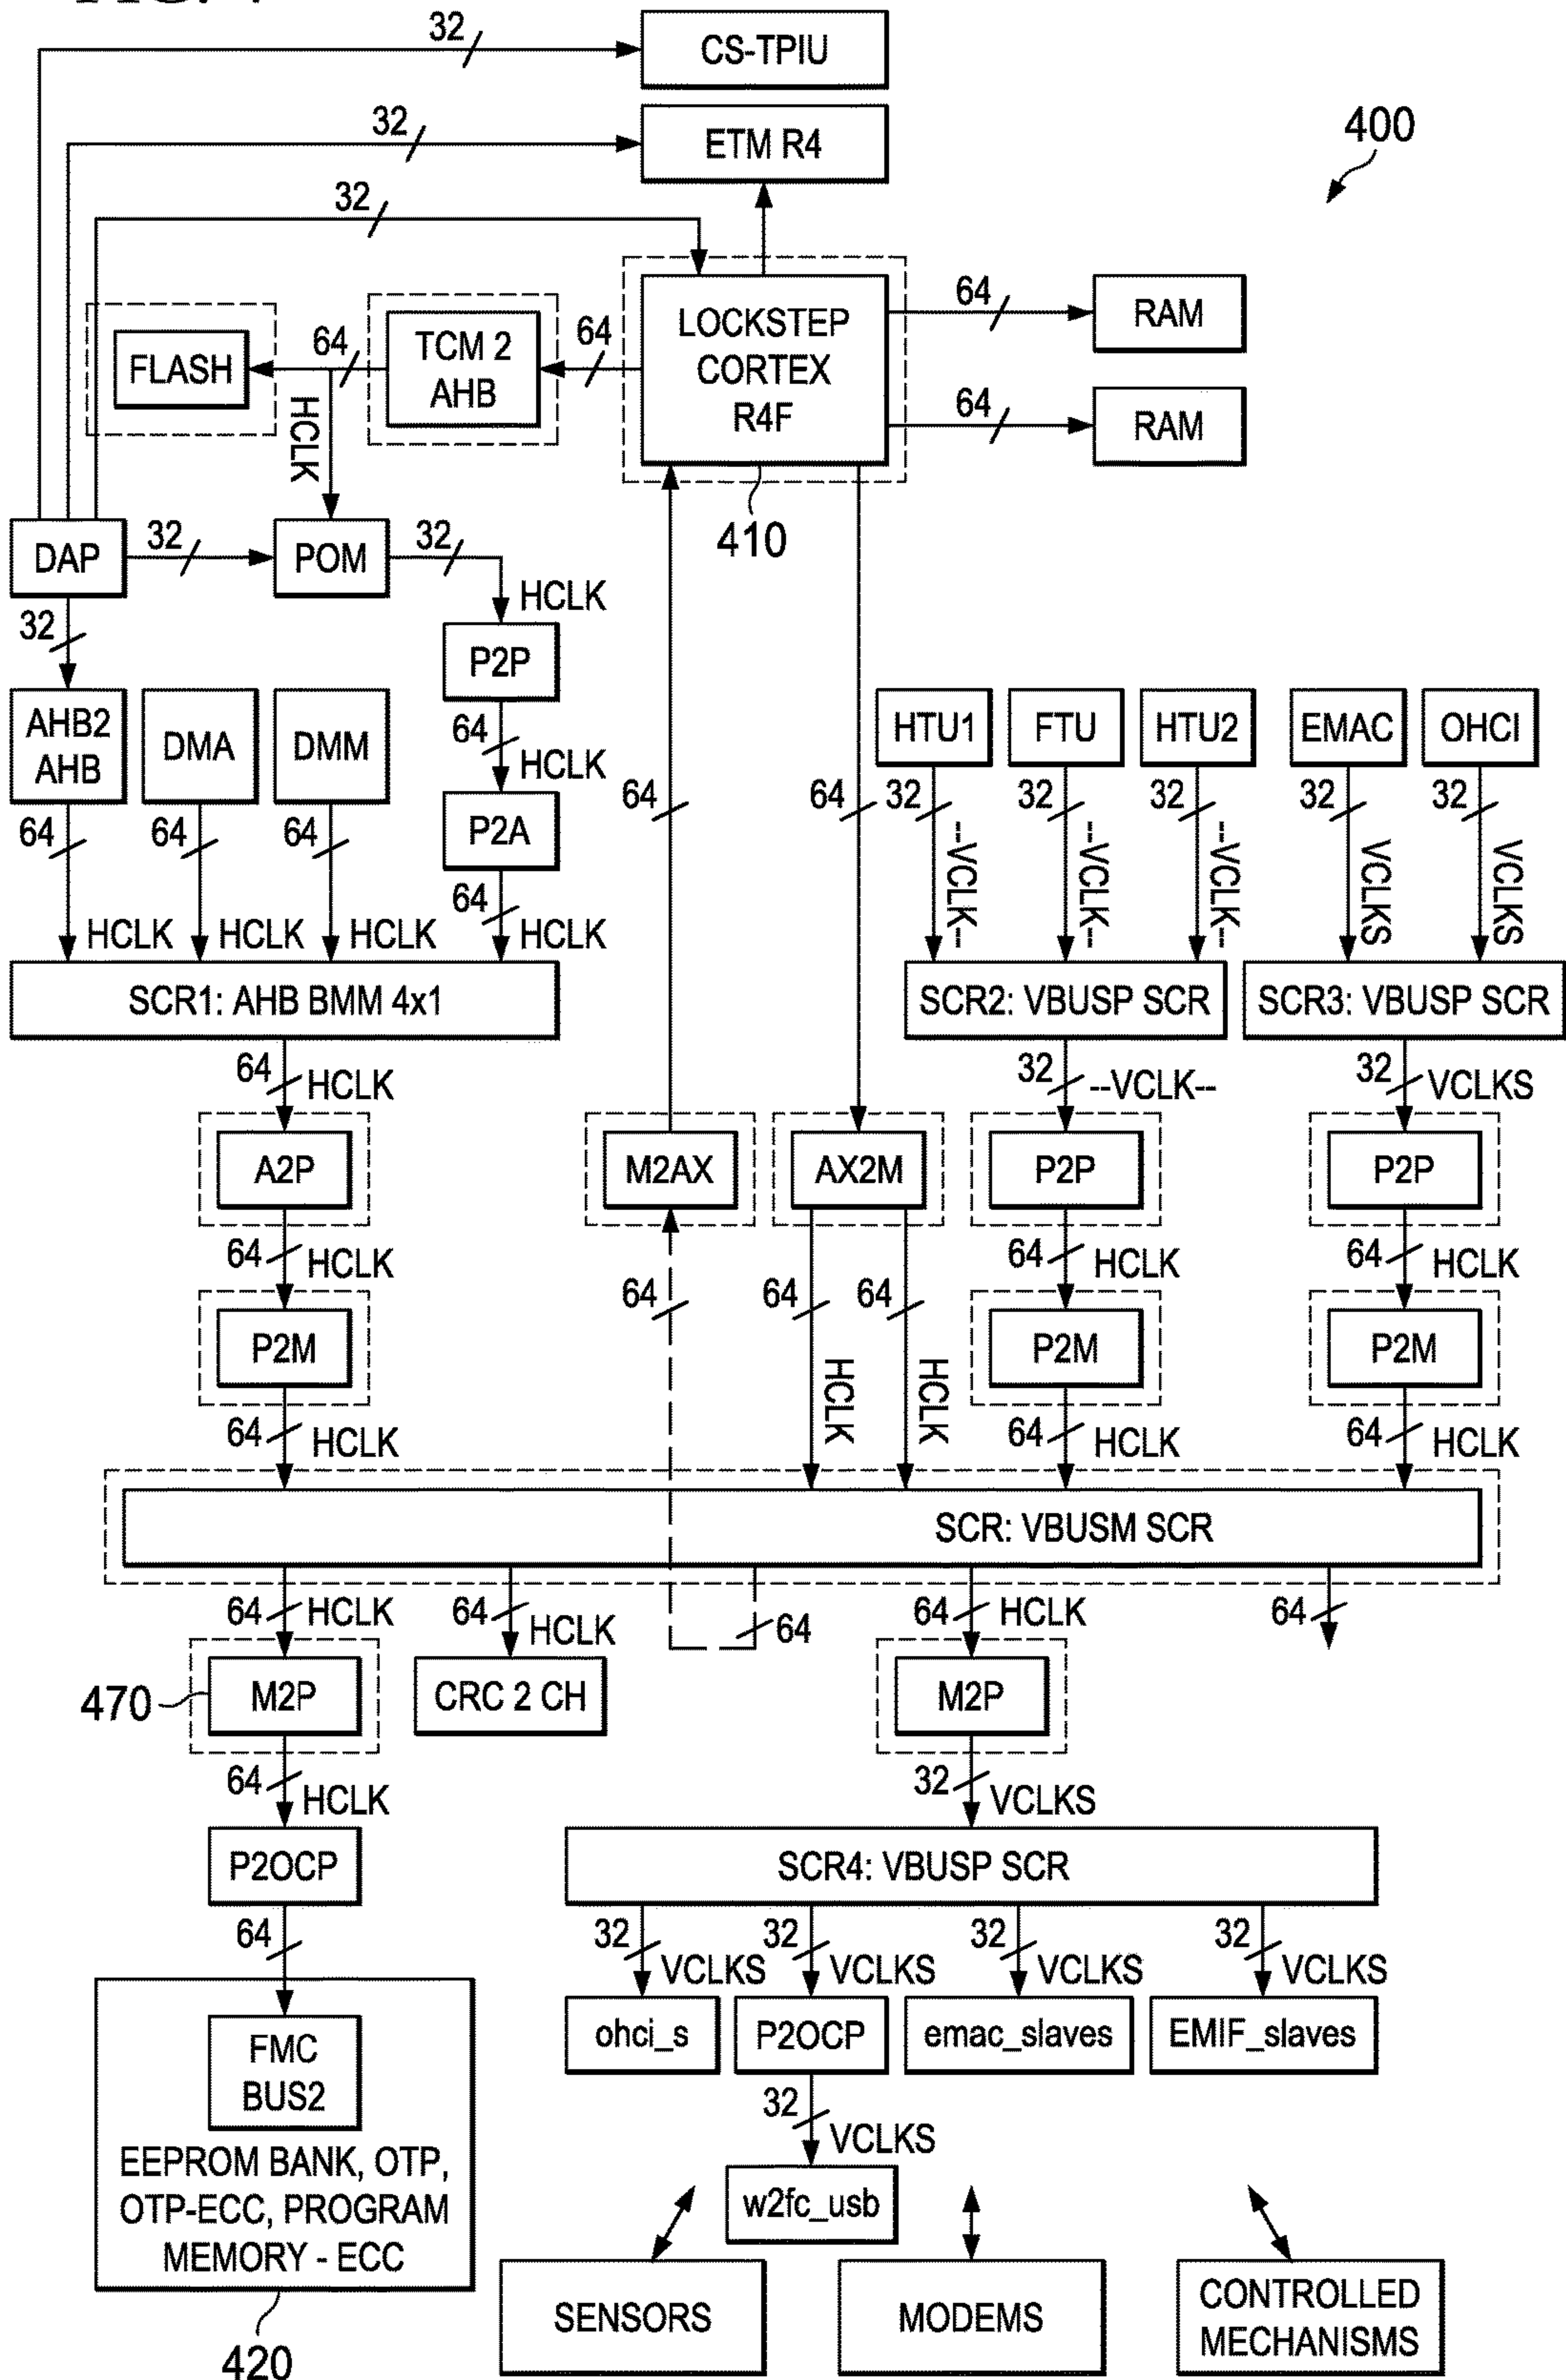 32
CS-TPIU
32
ETM R4
400
32
64
RAM
LOCKSTEP
CORTEX
R4F
64
TCM 2
AHB
64
FLASH
HCLK
64
RAM
410
DAP
32
POM
32
HCLK
32
P2P
64
HCLK
AHB2
AHB
DMA
DMM
P2A
HTU1
FTU
HTU2
EMAC
OHCI
64
64
64
64
64
64
32
32
32
32
32
--VCLK--
--VCLK--
--VCLK--
VCLKS
VCLKS
HCLK
HCLK
HCLK
HCLK
SCR1: AHB BMM 4x1
SCR2: VBUSP SCR
SCR3: VBUSP SCR
64
HCLK
32
--VCLK--
32
VCLKS
A2P
M2AX
AX2M
P2P
P2P
64
HCLK
64
64
64
64
HCLK
64
HCLK
P2M
HCLK
HCLK
P2M
P2M
64
HCLK
64
HCLK
64
HCLK
SCR: VBUSM SCR
64
HCLK
64
HCLK
64
64
HCLK
64
470
M2P
CRC 2 CH
M2P
64
HCLK
32
VCLKS
P2OCP
SCR4: VBUSP SCR
64
32
VCLKS
32
VCLKS
32
VCLKS
32
VCLKS
FMC
BUS2
ohci_s
P2OCP
emac_slaves
EMIF_slaves
32
VCLKS
EEPROM BANK, OTP,
OTP-ECC, PROGRAM
MEMORY - ECC
w2fc_usb
420
SENSORS
MODEMS
CONTROLLED
MECHANISMS